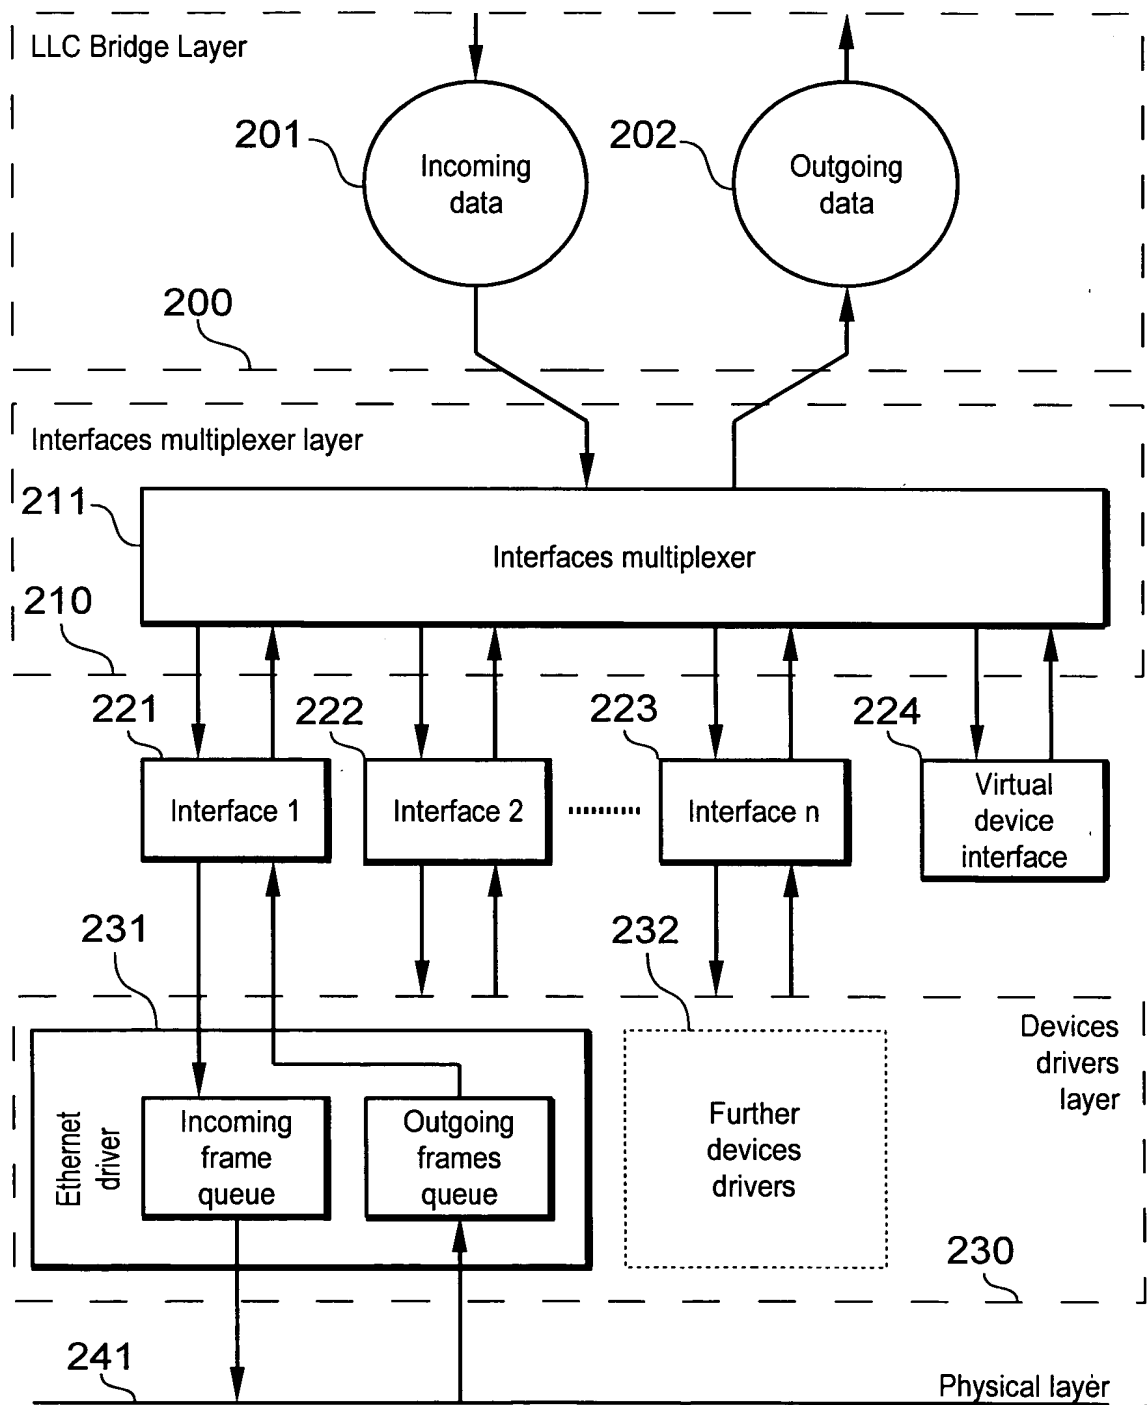 LLC Bridge Layer
201
Incoming
data
202
Outgoing
data
200
Interfaces multiplexer layer
211
Interfaces multiplexer
210
221
222
223
224
Interface 1
Interface 2
Interface n
Virtual
device
interface
231
232
Devices
drivers
layer
Ethernet
driver
Incoming
frame
queue
Outgoing
frames
queue
Further
devices
drivers
230
241
Physical layer